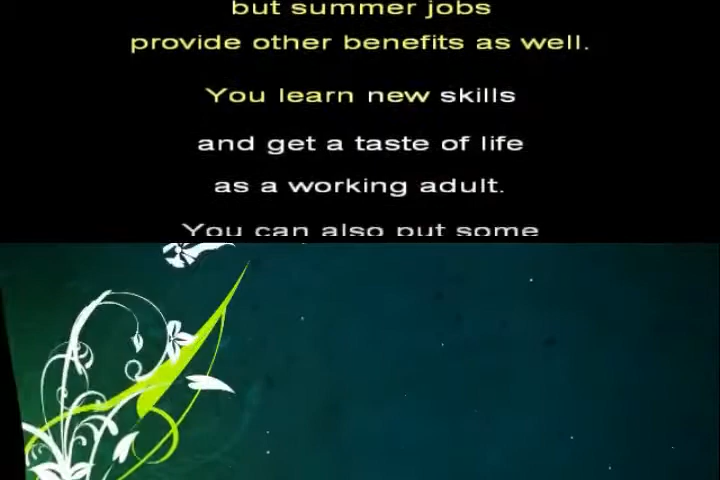 but summer jobs
provide other benefits as well.
You learn new skills
and get a taste of life
as a working adult.
You can also put some